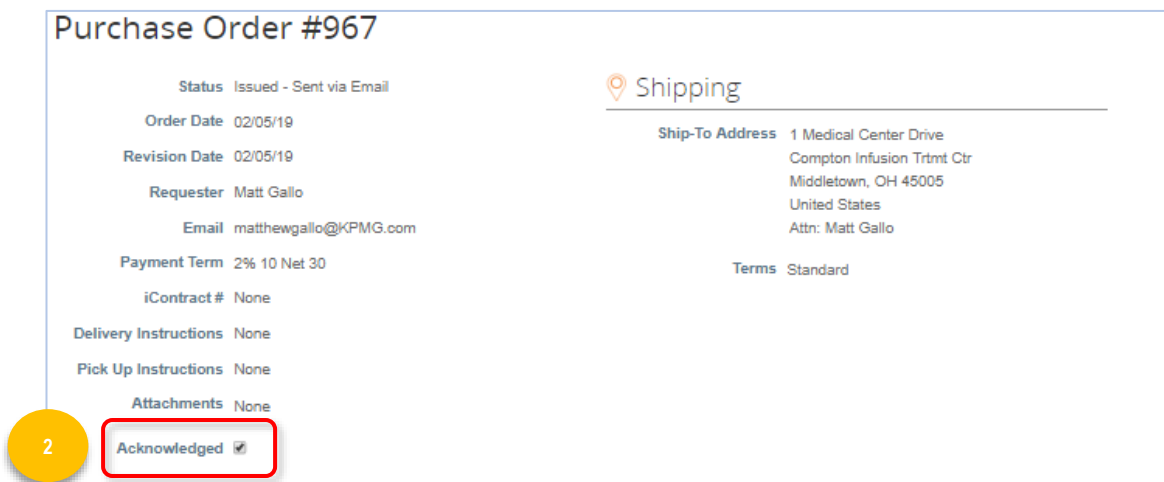 Purchase Order #967
Status Issued - Sent via Email
Order Date 02/05/19
Revision Date 02/05/19
Requester Matt Gallo
Email matthewgallo@KPMG.com
Payment Term 2% 10 Net 30
iContract # None
Delivery Instructions None
Pick Up Instructions None
Attachments None
2
Acknowledged
Shipping
Ship-To Address 1 Medical Center Drive
Compton Infusion Trtmt Ctr
Middletown, OH 45005
United States
Attn: Matt Gallo
Terms Standard